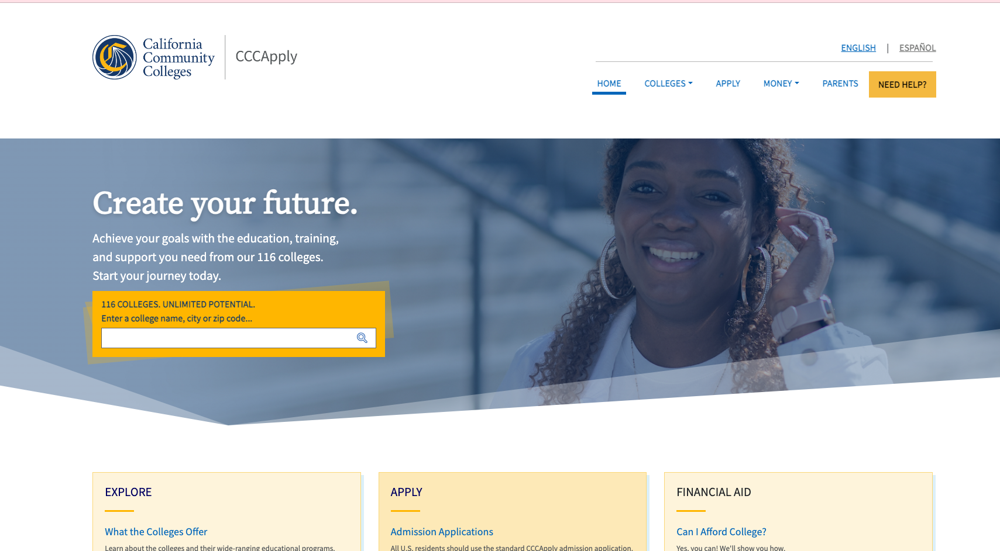 California
Community
Colleges
CCCApply
ENGLISH | ESPAÑOL
HOME COLLEGES APPLY MONEY PARENTS NEED HELP?
Create your future.
Achieve your goals with the education, training,
and support you need from our 116 colleges.
Start your journey today.
116 COLLEGES. UNLIMITED POTENTIAL.
Enter a college name, city or zip code...
EXPLORE
What the Colleges Offer
Learn about the colleges and their wide-ranging educational programs.
APPLY
Admission Applications
All U.S. residents should use the standard CCCApply admission application.
FINANCIAL AID
Can I Afford College?
Yes, you can! We'll show you how.